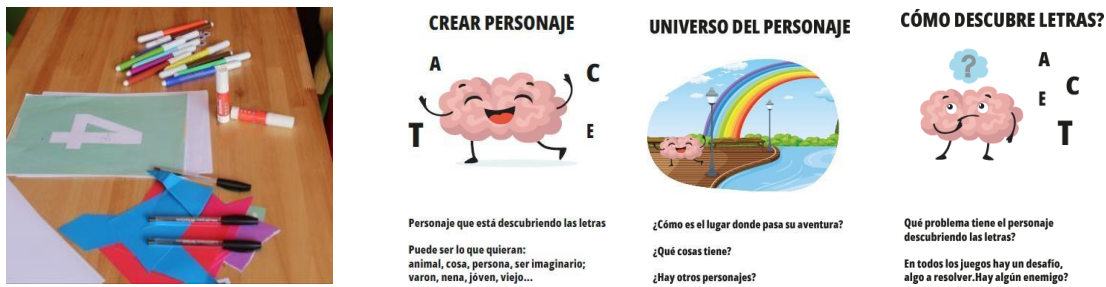 4
CREAR PERSONAJE
A
C
T
E
Personaje que está descubriendo las letras
Puede ser lo que quieran:
animal, cosa, persona, ser imaginario;
varon, nena, jóven, viejo...
UNIVERSO DEL PERSONAJE
¿Cómo es el lugar donde pasa su aventura?
¿Qué cosas tiene?
¿Hay otros personajes?
CÓMO DESCUBRE LETRAS?
?
A
C
E
T
Qué problema tiene el personaje
descubriendo las letras?
En todos los juegos hay un desafío,
algo a resolver.Hay algún enemigo?